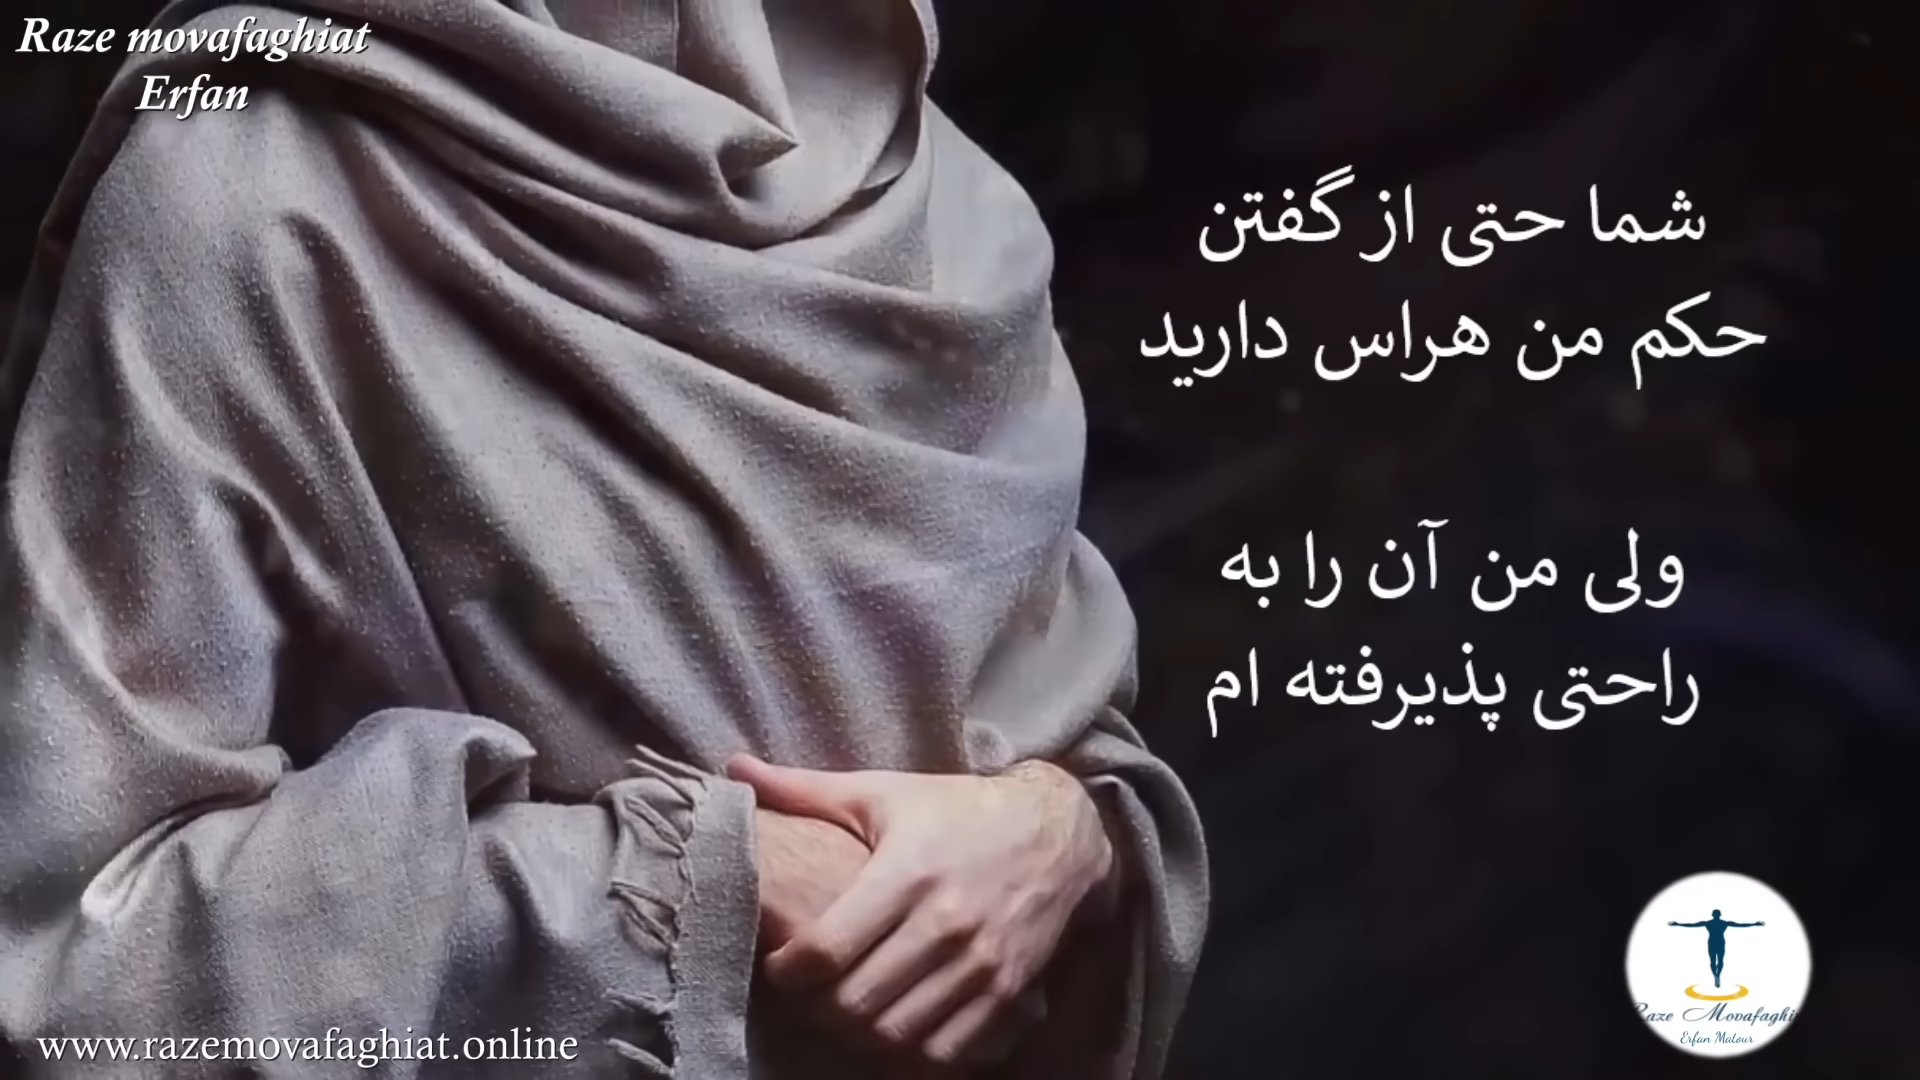 Raze movafaghiat
Erfan
شما حتی از گفتن
حکم من هراس دارید
ولی من آن را به
راحتی پذیرفته ام
Raze Movafaghi
Erfan Matour
www.razemovafaghiat.online